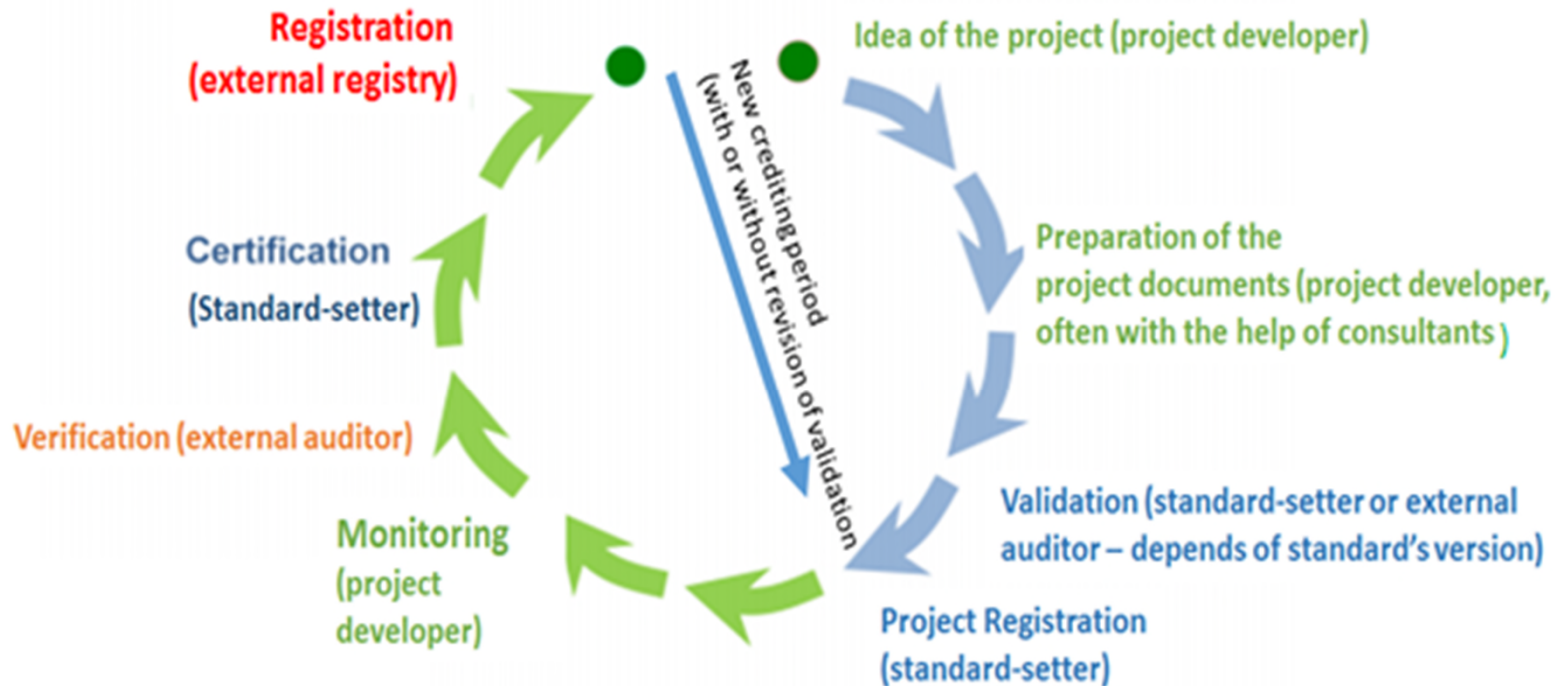 Idea of the project (project developer)
Preparation of the
project documents (project developer,
often with the help of consultants )
Validation (standard-setter or external
auditor – depends of standard's version)
Project Registration
(standard-setter)
Monitoring
(project
developer)
Verification (external auditor)
Certification
(Standard-setter)
Registration
(external registry)
New crediting period
(with or without revision of validation